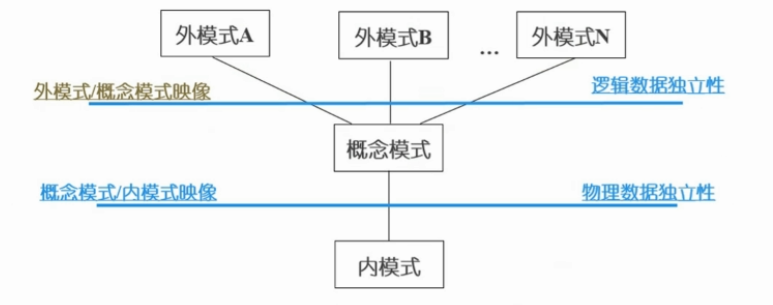 外模式A 外模式B ... 外模式N
外模式/概念模式映像 逻辑数据独立性
概念模式
概念模式/内模式映像 物理数据独立性
内模式